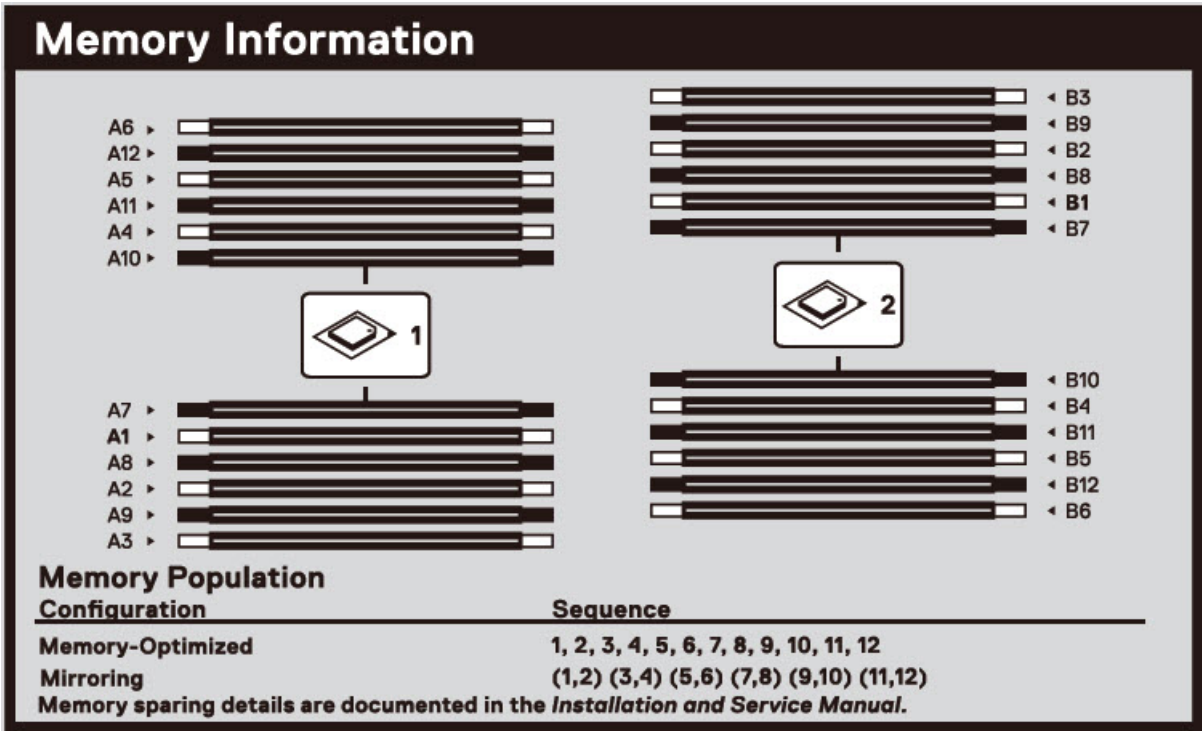 Memory Information
A6
A12
A5
A11
A4
A10
1
A7
A1
A8
A2
A9
A3
B3
B9
B2
B8
B1
B7
2
B10
B4
B11
B5
B12
B6
Memory Population
Configuration Sequence
Memory-Optimized 1, 2, 3, 4, 5, 6, 7, 8, 9, 10, 11, 12
Mirroring (1,2) (3,4) (5,6) (7,8) (9,10) (11,12)
Memory sparing details are documented in the Installation and Service Manual.